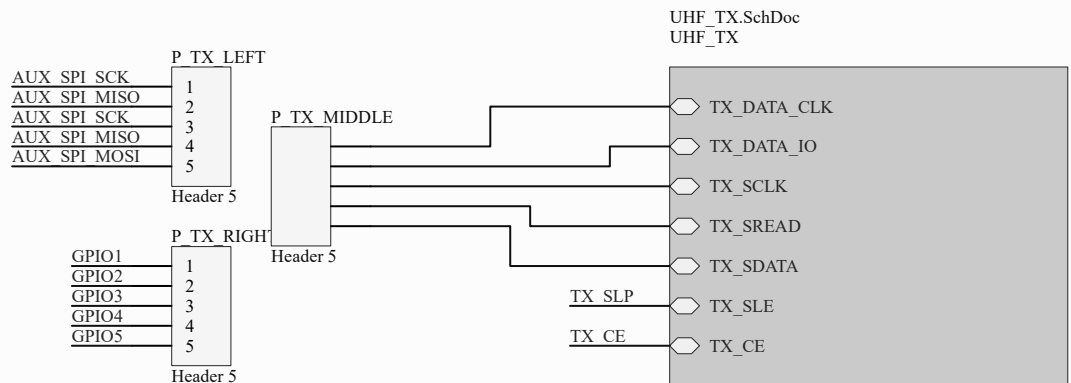 UHF_TX.SchDoc
UHF_TX
P_TX_LEFT
AUX_SPI_SCK
1
AUX_SPI_MISO
2
AUX_SPI_SCK
3
AUX_SPI_MISO
4
AUX_SPI_MOSI
5
Header 5
P_TX_MIDDLE
Header 5
P_TX_RIGHT
GPIO1
1
GPIO2
2
GPIO3
3
GPIO4
4
GPIO5
5
Header 5
TX_DATA_CLK
TX_DATA_IO
TX_SCLK
TX_SREAD
TX_SDATA
TX_SLP
TX_SLE
TX_CE
TX_CE